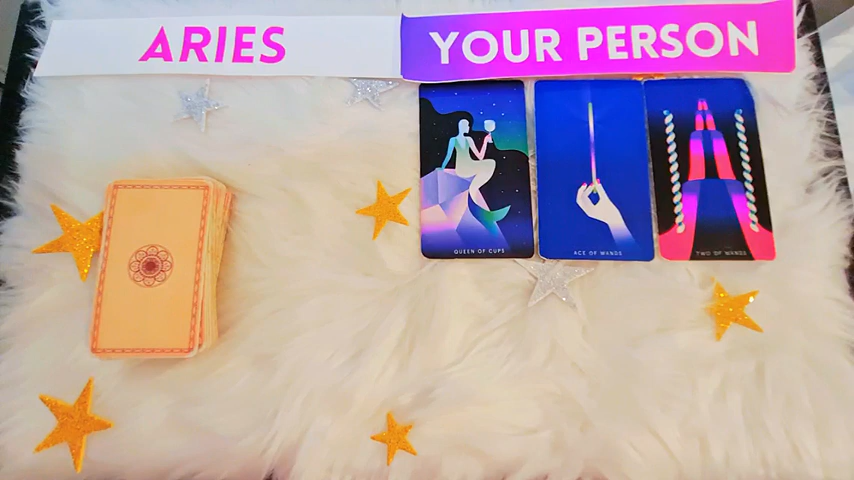 ARIES
YOUR PERSON
QUEEN OF CUPS
ACE OF WANDS
TWO OF WANDS